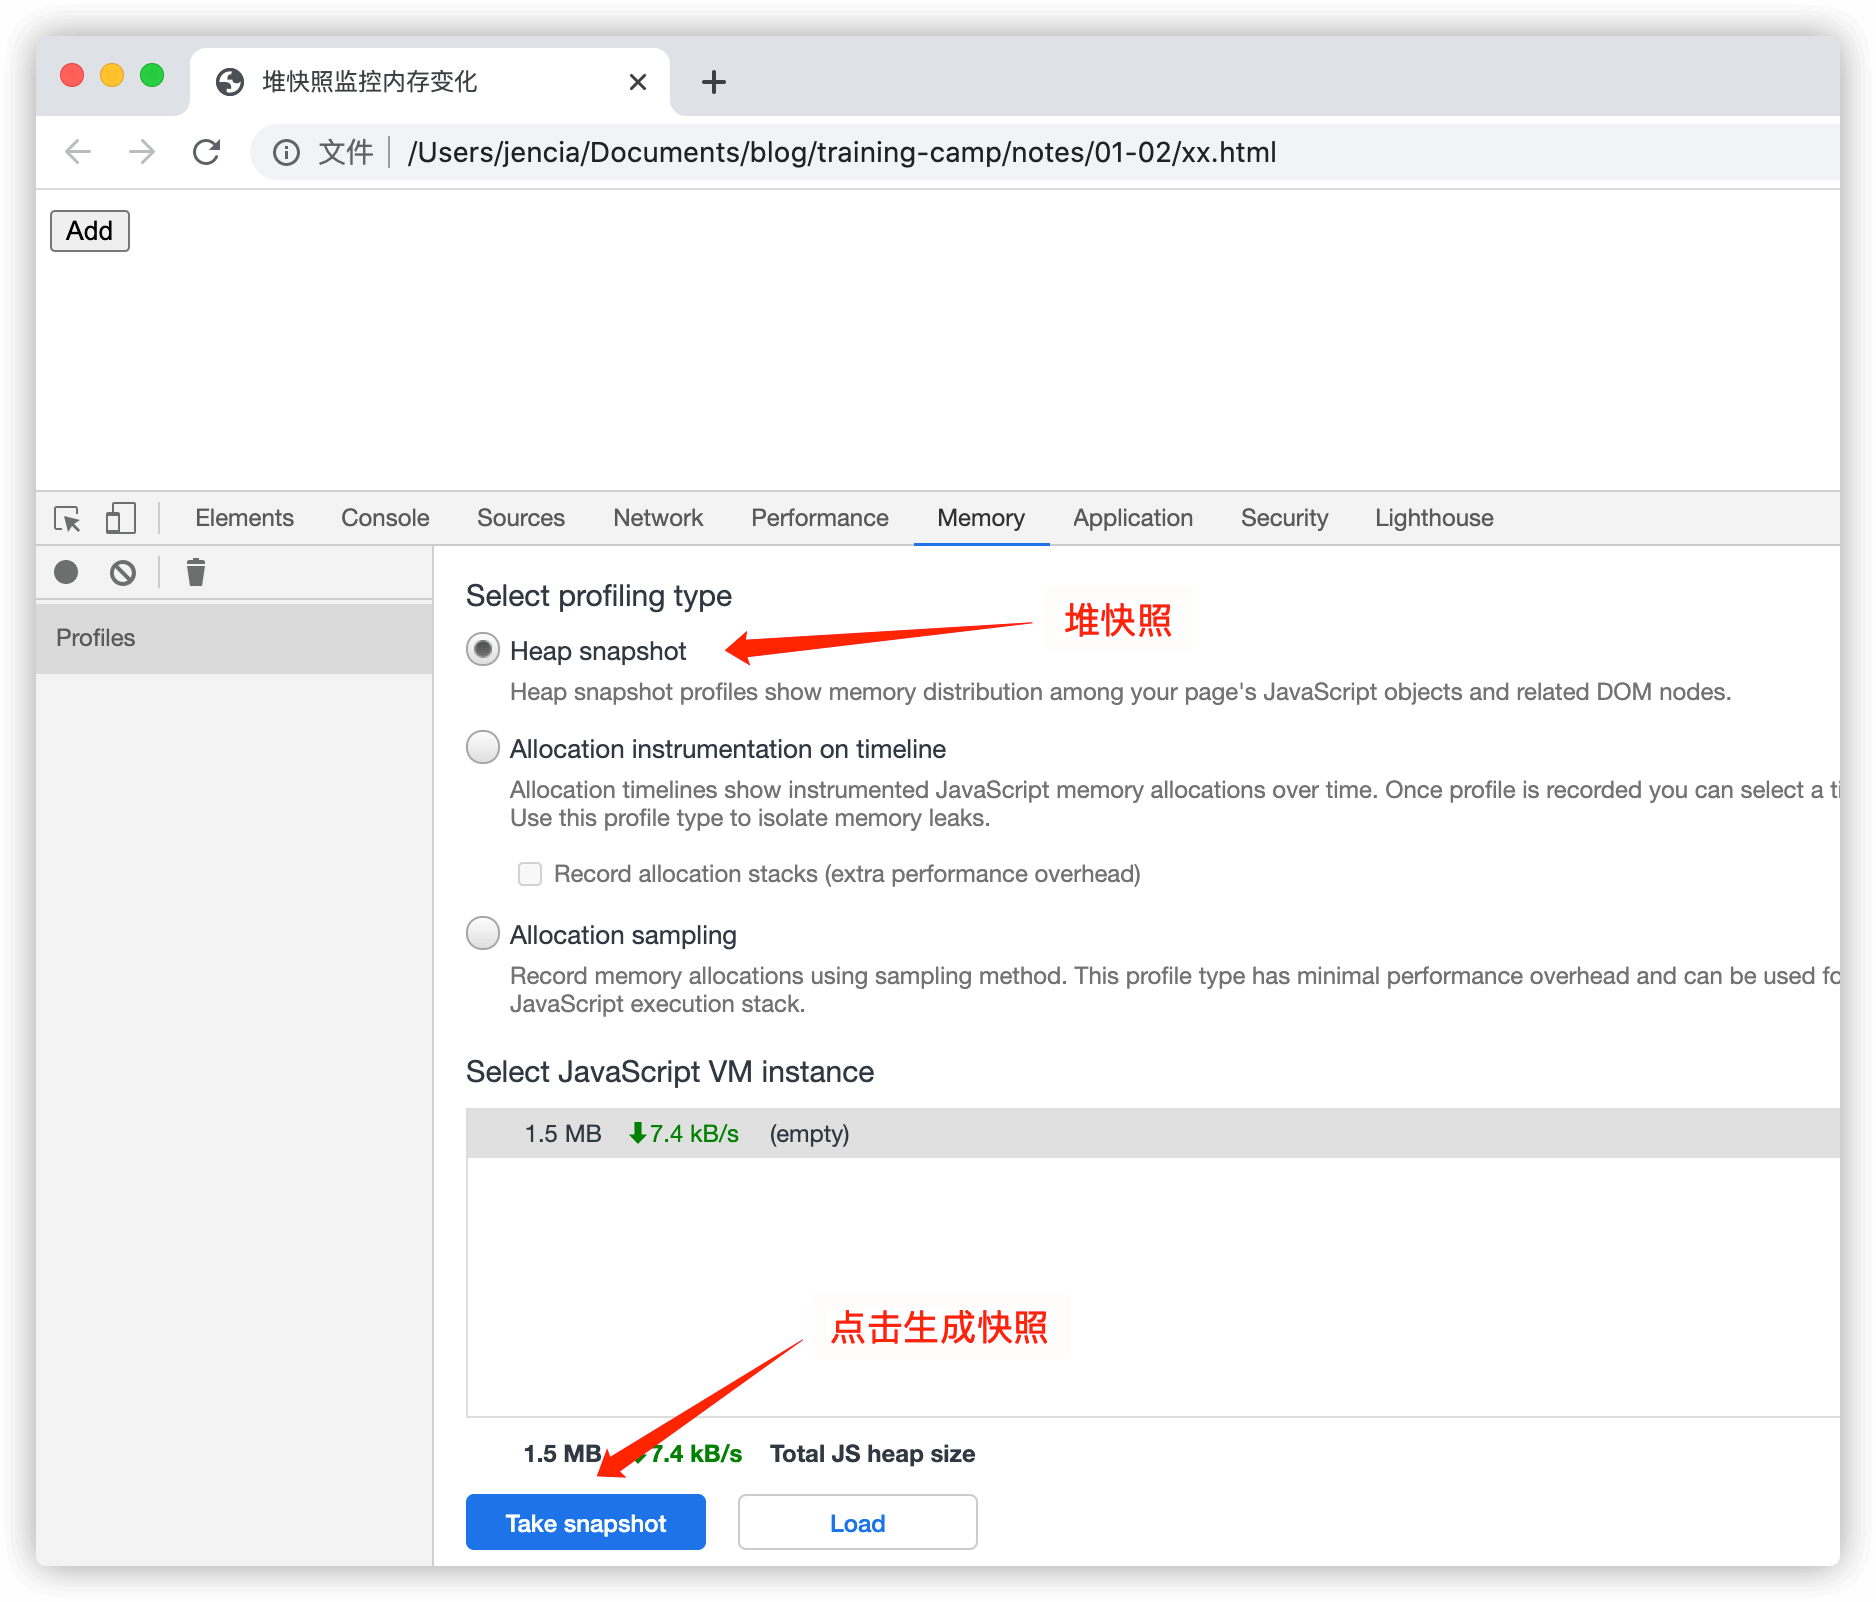 堆快照监控内存变化
文件 /Users/jencia/Documents/blog/training-camp/notes/01-02/xx.html
Add
Elements Console Sources Network Performance Memory Application Security Lighthouse
Profiles
Select profiling type
堆快照
Heap snapshot
Heap snapshot profiles show memory distribution among your page's JavaScript objects and related DOM nodes.
Allocation instrumentation on timeline
Allocation timelines show instrumented JavaScript memory allocations over time. Once profile is recorded you can select a
Use this profile type to isolate memory leaks.
Record allocation stacks (extra performance overhead)
Allocation sampling
Record memory allocations using sampling method. This profile type has minimal performance overhead and can be used
JavaScript execution stack.
Select JavaScript VM instance
1.5 MB 7.4 kB/s (empty)
点击生成快照
1.5 MB 7.4 kB/s Total JS heap size
Take snapshot Load